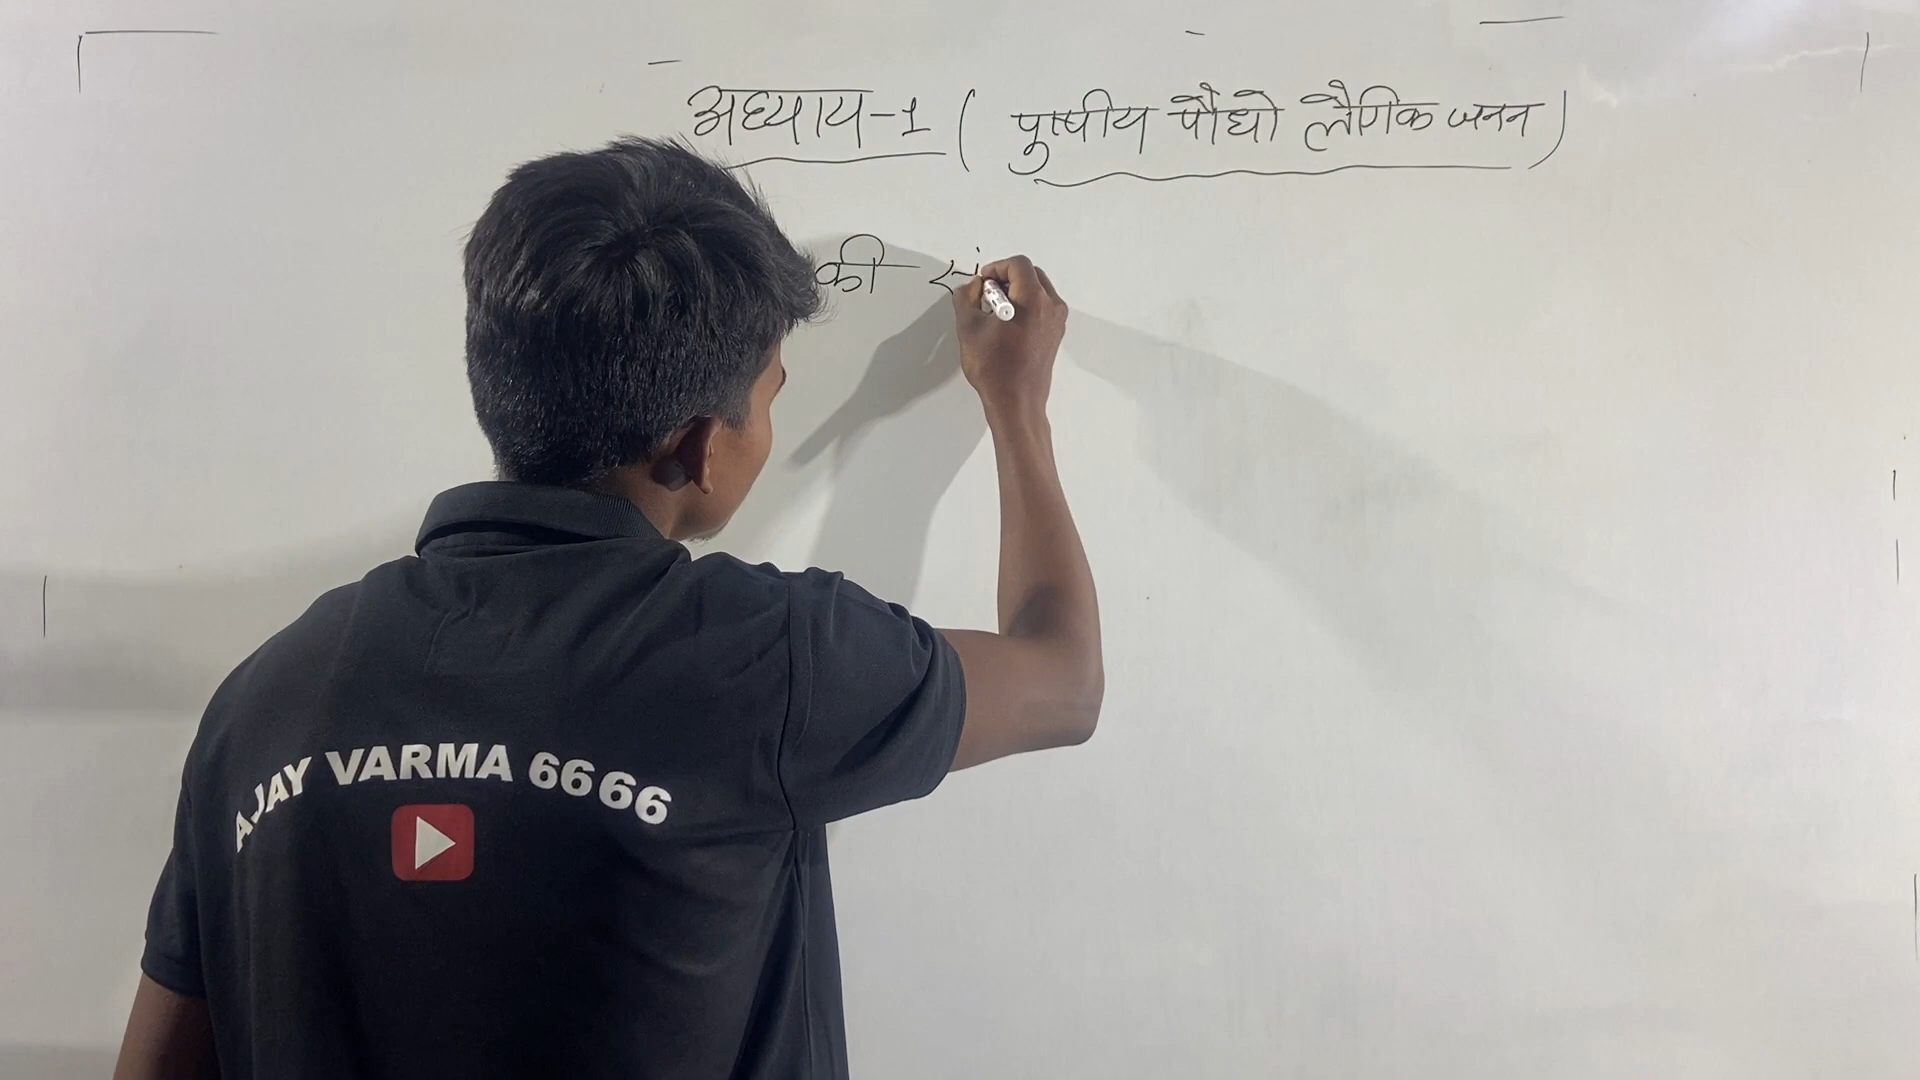 अध्याय-1 ( पुष्पीय पौधो लैगिक जनन )
की
AJAY VARMA 6666